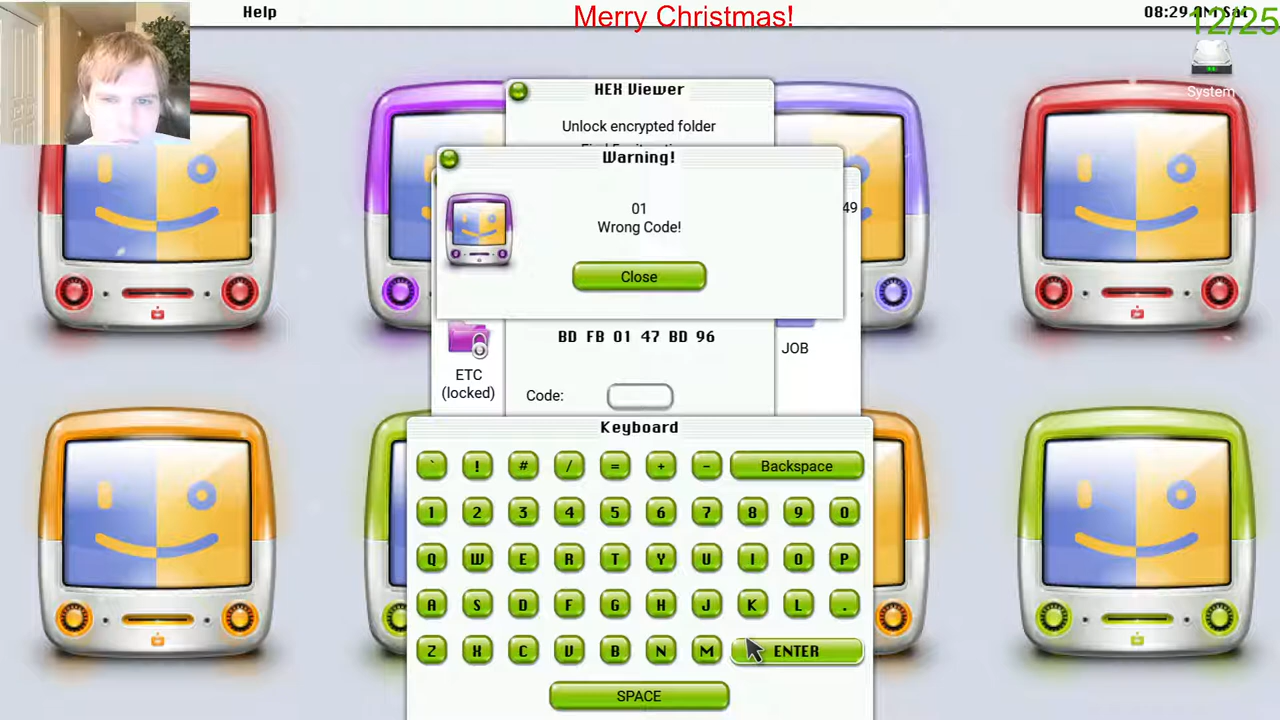 Help
Merry Christmas!
08:29 AM Sat
12/25
System
HEX Viewer
Unlock encrypted folder
Warning!
01
Wrong Code!
49
Close
BD FB 01 47 BD 96
ETC
(locked)
JOB
Code:
Keyboard
` ! # / = + - Backspace
1 2 3 4 5 6 7 8 9 0
Q W E R T Y U I O P
A S D F G H J K L .
Z X C V B N M ENTER
SPACE